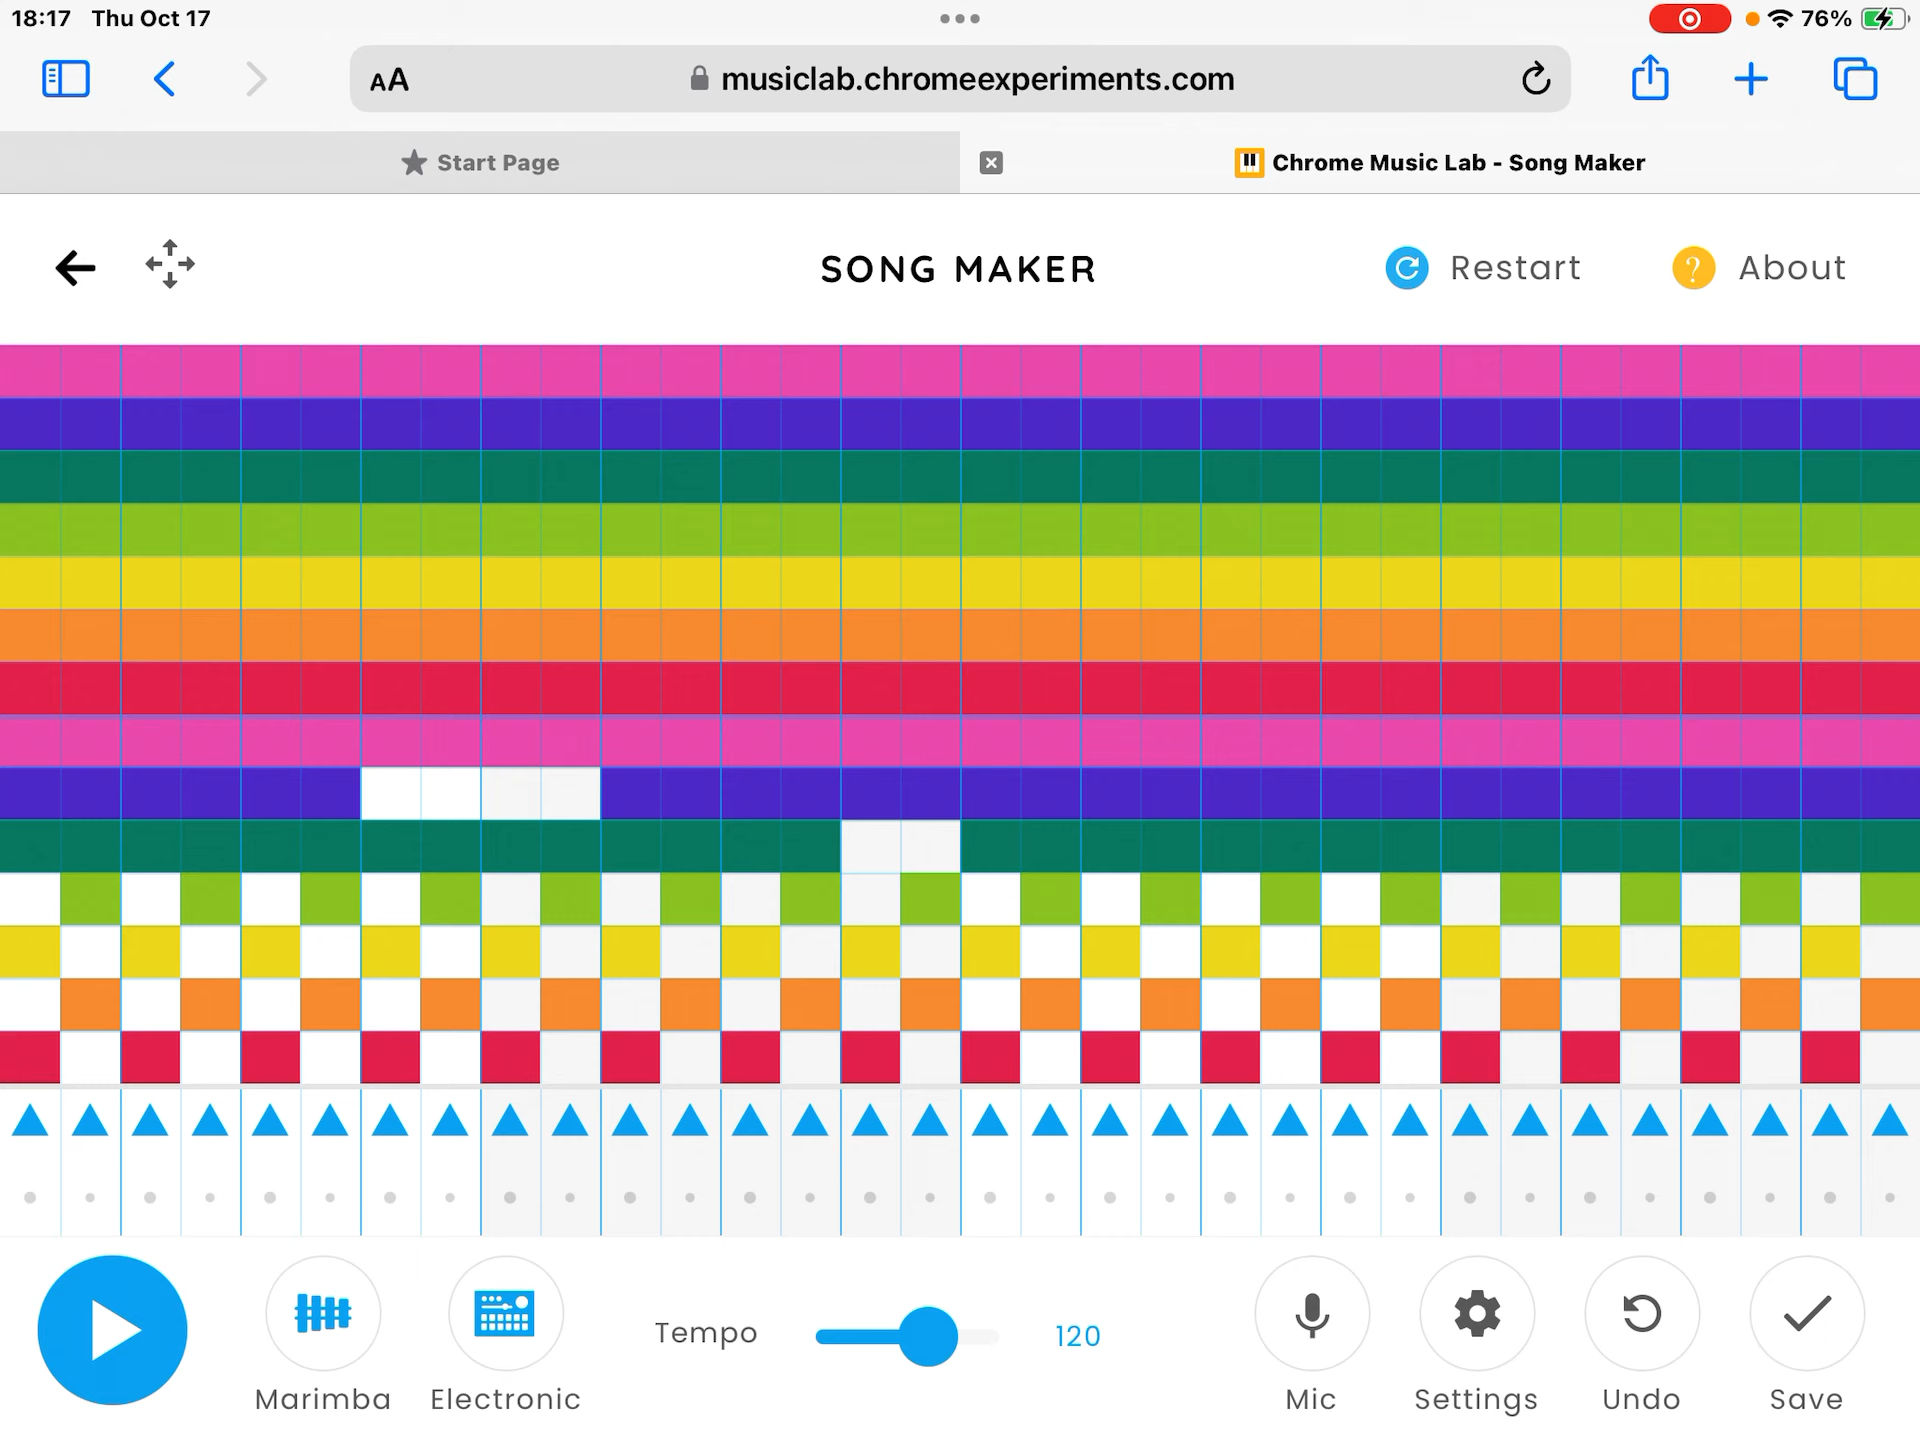 18:17 Thu Oct 17
76%
AA musiclab.chromeexperiments.com
Start Page
Chrome Music Lab - Song Maker
SONG MAKER
Restart
? About
Tempo 120
Marimba Electronic
Mic Settings Undo Save